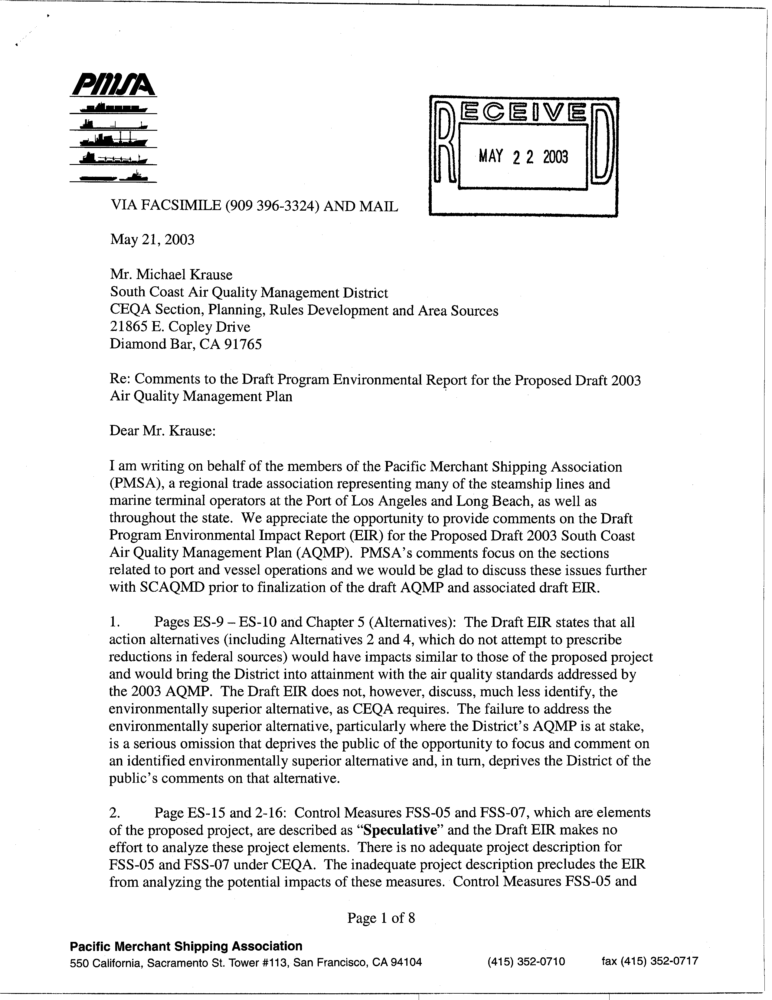 PMSA
RECEIVED
MAY 22 2003
VIA FACSIMILE (909 396-3324) AND MAIL
May 21, 2003
Mr. Michael Krause
South Coast Air Quality Management District
CEQA Section, Planning, Rules Development and Area Sources
21865 E. Copley Drive
Diamond Bar, CA 91765
Re: Comments to the Draft Program Environmental Report for the Proposed Draft 2003
Air Quality Management Plan
Dear Mr. Krause:
I am writing on behalf of the members of the Pacific Merchant Shipping Association
(PMSA), a regional trade association representing many of the steamship lines and
marine terminal operators at the Port of Los Angeles and Long Beach, as well as
throughout the state. We appreciate the opportunity to provide comments on the Draft
Program Environmental Impact Report (EIR) for the Proposed Draft 2003 South Coast
Air Quality Management Plan (AQMP). PMSA's comments focus on the sections
related to port and vessel operations and we would be glad to discuss these issues further
with SCAQMD prior to finalization of the draft AQMP and associated draft EIR.
1. Pages ES-9 – ES-10 and Chapter 5 (Alternatives): The Draft EIR states that all
action alternatives (including Alternatives 2 and 4, which do not attempt to prescribe
reductions in federal sources) would have impacts similar to those of the proposed project
and would bring the District into attainment with the air quality standards addressed by
the 2003 AQMP. The Draft EIR does not, however, discuss, much less identify, the
environmentally superior alternative, as CEQA requires. The failure to address the
environmentally superior alternative, particularly where the District's AQMP is at stake,
is a serious omission that deprives the public of the opportunity to focus and comment on
an identified environmentally superior alternative and, in turn, deprives the District of the
public's comments on that alternative.
2. Page ES-15 and 2-16: Control Measures FSS-05 and FSS-07, which are elements
of the proposed project, are described as “Speculative” and the Draft EIR makes no
effort to analyze these project elements. There is no adequate project description for
FSS-05 and FSS-07 under CEQA. The inadequate project description precludes the EIR
from analyzing the potential impacts of these measures. Control Measures FSS-05 and
Page 1 of 8
Pacific Merchant Shipping Association
550 California, Sacramento St. Tower #113, San Francisco, CA 94104 (415) 352-0710 fax (415) 352-0717